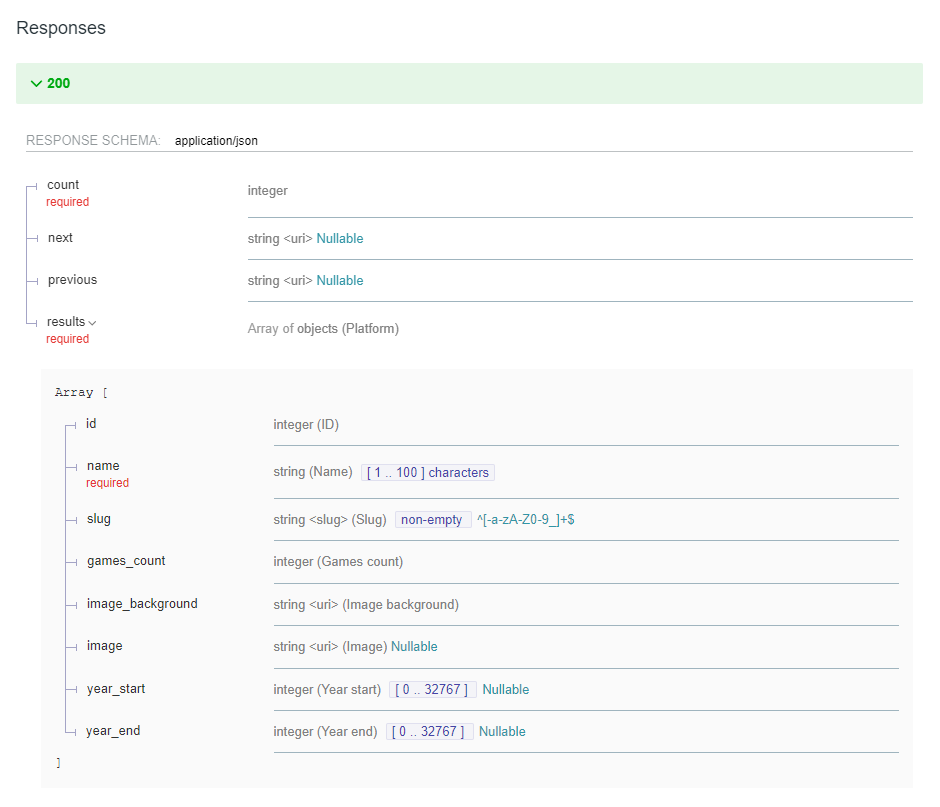 Responses
200
RESPONSE SCHEMA: application/json
count
required
integer
next
string <uri> Nullable
previous
string <uri> Nullable
results
required
Array of objects (Platform)
Array [
id
integer (ID)
name
required
string (Name) [ 1 .. 100 ] characters
slug
string <slug> (Slug) non-empty ^[-a-zA-Z0-9_]+$
games_count
integer (Games count)
image_background
string <uri> (Image background)
image
string <uri> (Image) Nullable
year_start
integer (Year start) [ 0 .. 32767 ] Nullable
year_end
integer (Year end) [ 0 .. 32767 ] Nullable
]